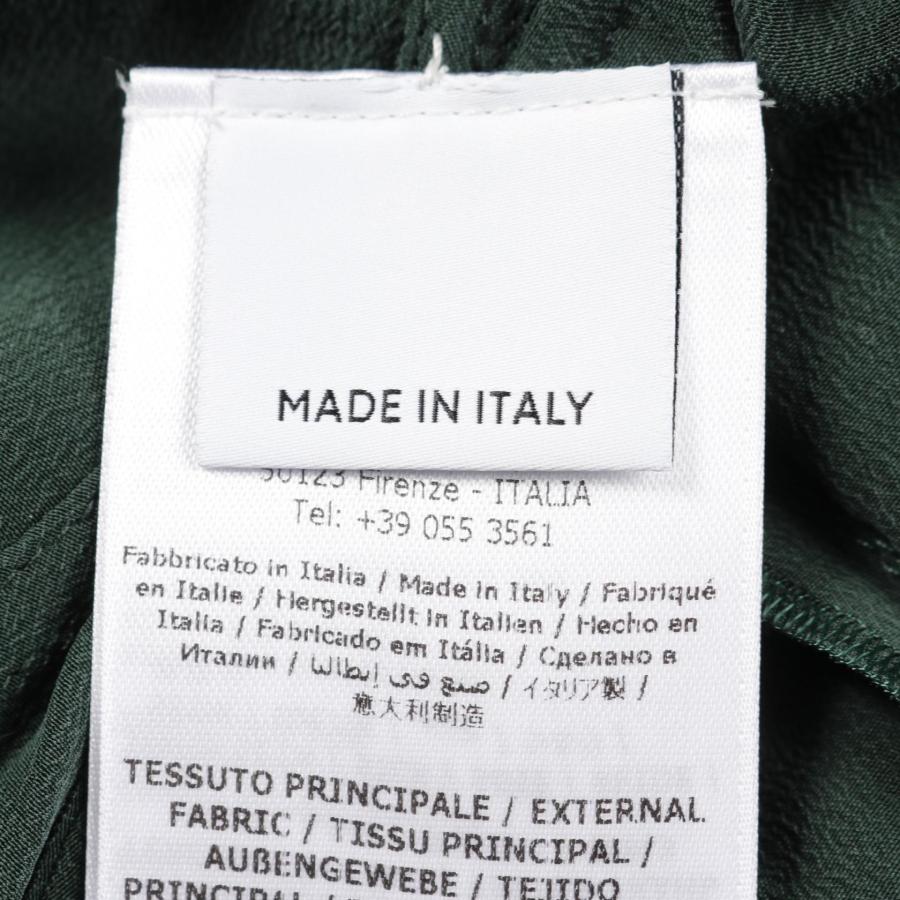 MADE IN ITALY
50123 Firenze - ITALIA
Tel: +39 055 3561
Fabbricato in Italia / Made in Italy / Fabriqué
en Italie / Hergestellt in Italien / Hecho en
Italia / Fabricado em Itália / Сделано в
Италии / صنع في إيطاليا / イタリア製 /
意大利制造
TESSUTO PRINCIPALE / EXTERNAL
FABRIC / TISSU PRINCIPAL /
AUßENGEWEBE / TEJIDO
PRINCIPAL /